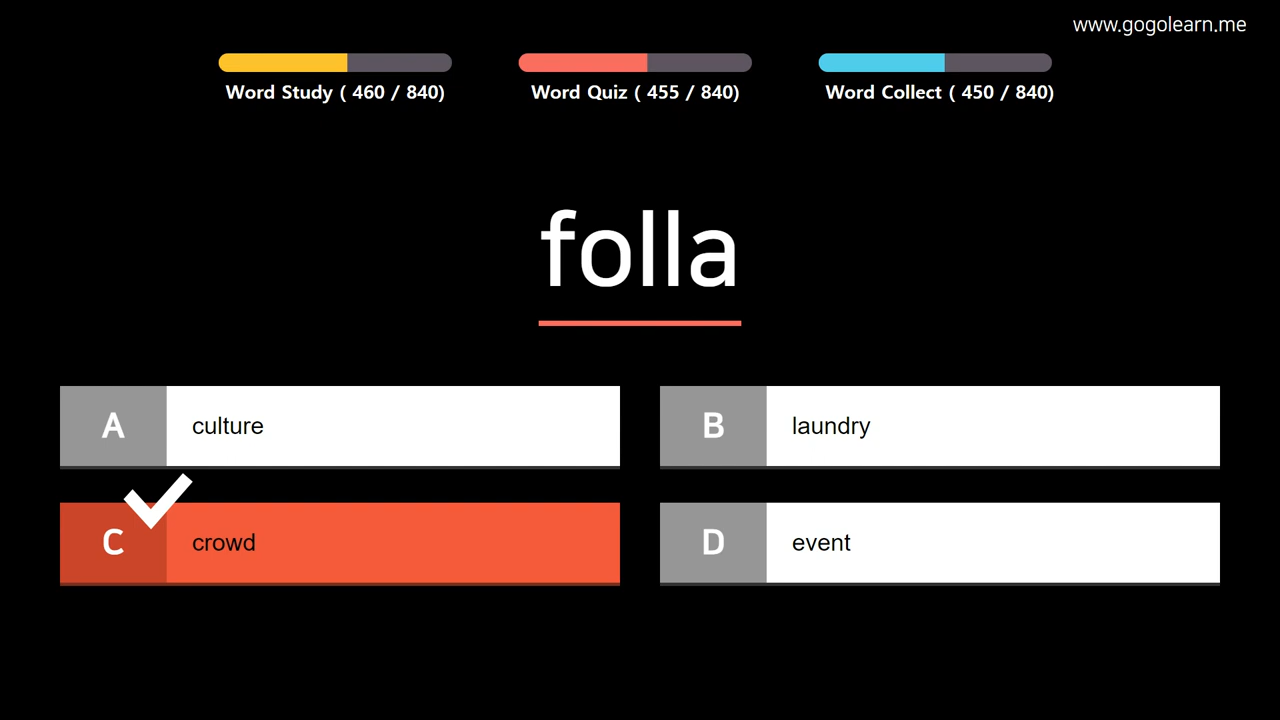 www.gogolearn.me
Word Study ( 460 / 840)
Word Quiz ( 455 / 840)
Word Collect ( 450 / 840)
folla
A culture
B laundry
C crowd
D event